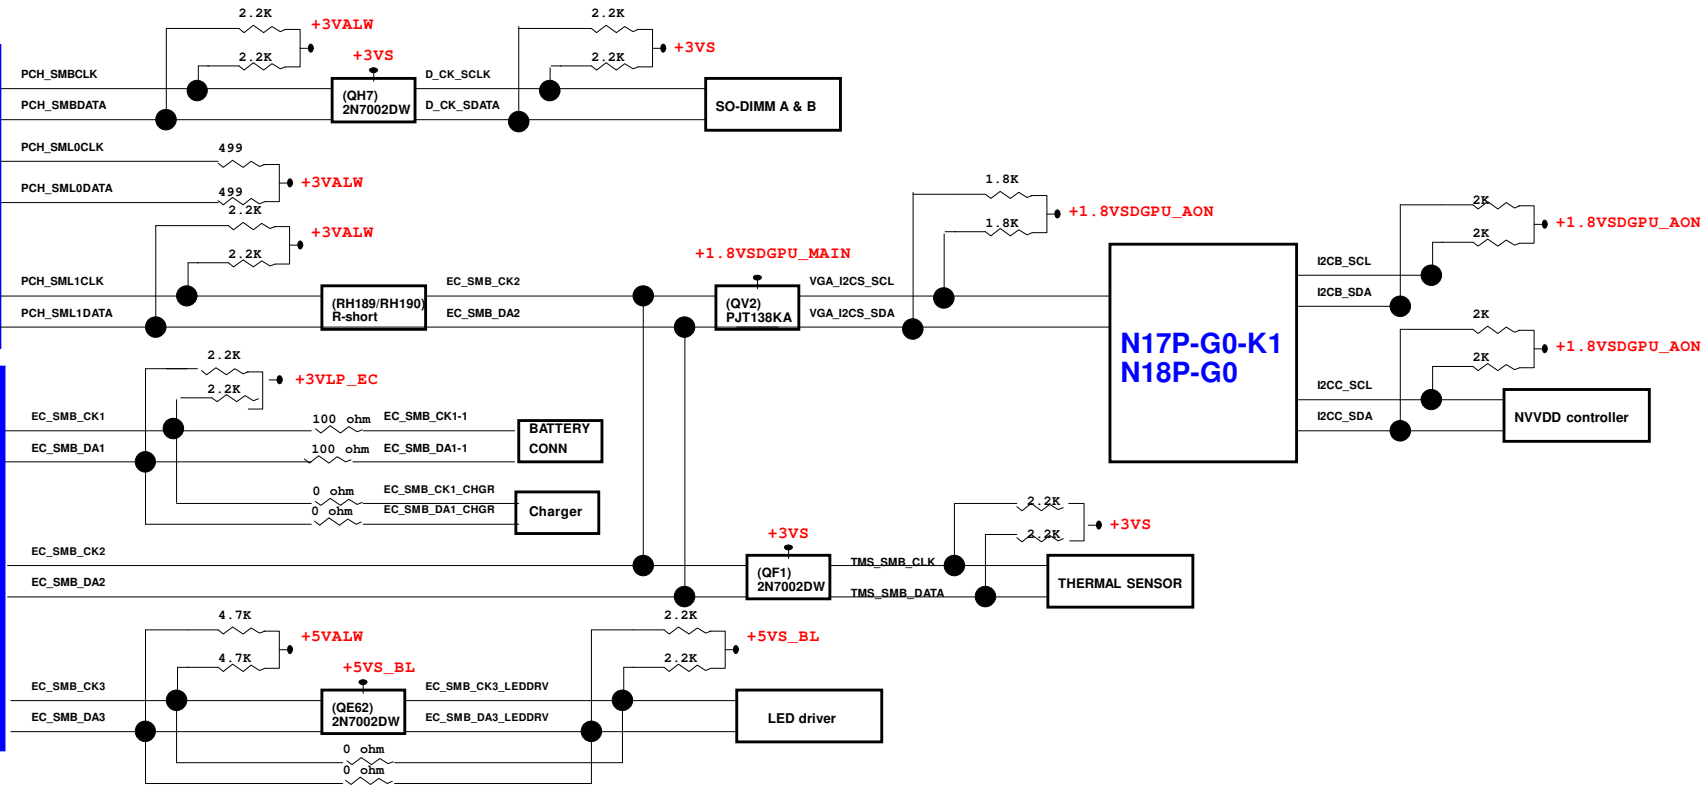 2.2K
+3VALW
2.2K
+3VS
2.2K
2.2K
+3VS
PCH_SMBCLK
PCH_SMBDATA
(QH7)
2N7002DW
D_CK_SCLK
D_CK_SDATA
SO-DIMM A & B
PCH_SML0CLK
499
PCH_SML0DATA
499
+3VALW
2.2K
2.2K
+3VALW
PCH_SML1CLK
PCH_SML1DATA
(RH189/RH190)
R-short
EC_SMB_CK2
EC_SMB_DA2
+1.8VSDGPU_MAIN
(QV2)
PJT138KA
VGA_I2CS_SCL
VGA_I2CS_SDA
1.8K
1.8K
+1.8VSDGPU_AON
N17P-G0-K1
N18P-G0
2K
2K
+1.8VSDGPU_AON
I2CB_SCL
I2CB_SDA
2K
2K
+1.8VSDGPU_AON
I2CC_SCL
I2CC_SDA
NVVDD controller
2.2K
2.2K
+3VLP_EC
EC_SMB_CK1
EC_SMB_DA1
100 ohm
EC_SMB_CK1-1
100 ohm
EC_SMB_DA1-1
BATTERY
CONN
0 ohm
EC_SMB_CK1_CHGR
0 ohm
EC_SMB_DA1_CHGR
Charger
EC_SMB_CK2
EC_SMB_DA2
+3VS
(QF1)
2N7002DW
TMS_SMB_CLK
TMS_SMB_DATA
2.2K
2.2K
+3VS
THERMAL SENSOR
4.7K
4.7K
+5VALW
+5VS_BL
2.2K
2.2K
+5VS_BL
EC_SMB_CK3
EC_SMB_DA3
(QE62)
2N7002DW
EC_SMB_CK3_LEDDRV
EC_SMB_DA3_LEDDRV
LED driver
0 ohm
0 ohm